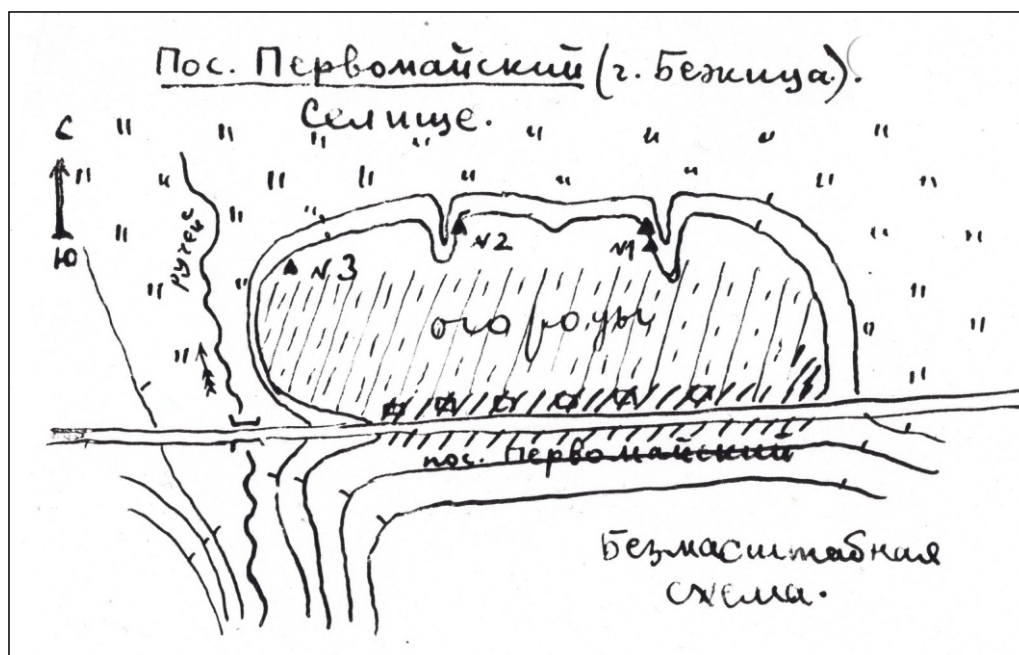 Пос. Первомайский (г. Бежица).
Селище.
С
Ю
ручей
№2
№1
№3
огороды
пос. Первомайский
Безмасштабная
схема.